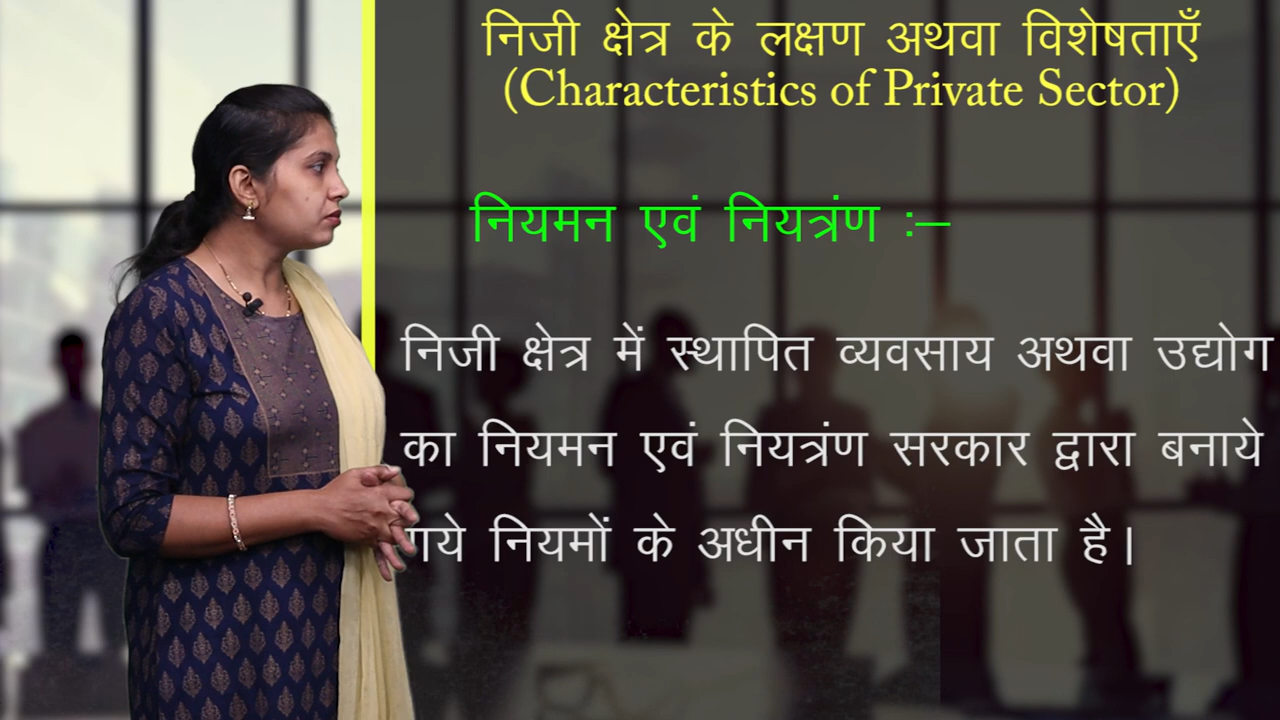 निजी क्षेत्र के लक्षण अथवा विशेषताएँ
(Characteristics of Private Sector)
नियमन एवं नियत्रंण :–
निजी क्षेत्र में स्थापित व्यवसाय अथवा उद्योग
का नियमन एवं नियत्रंण सरकार द्वारा बनाये
गये नियमों के अधीन किया जाता है।